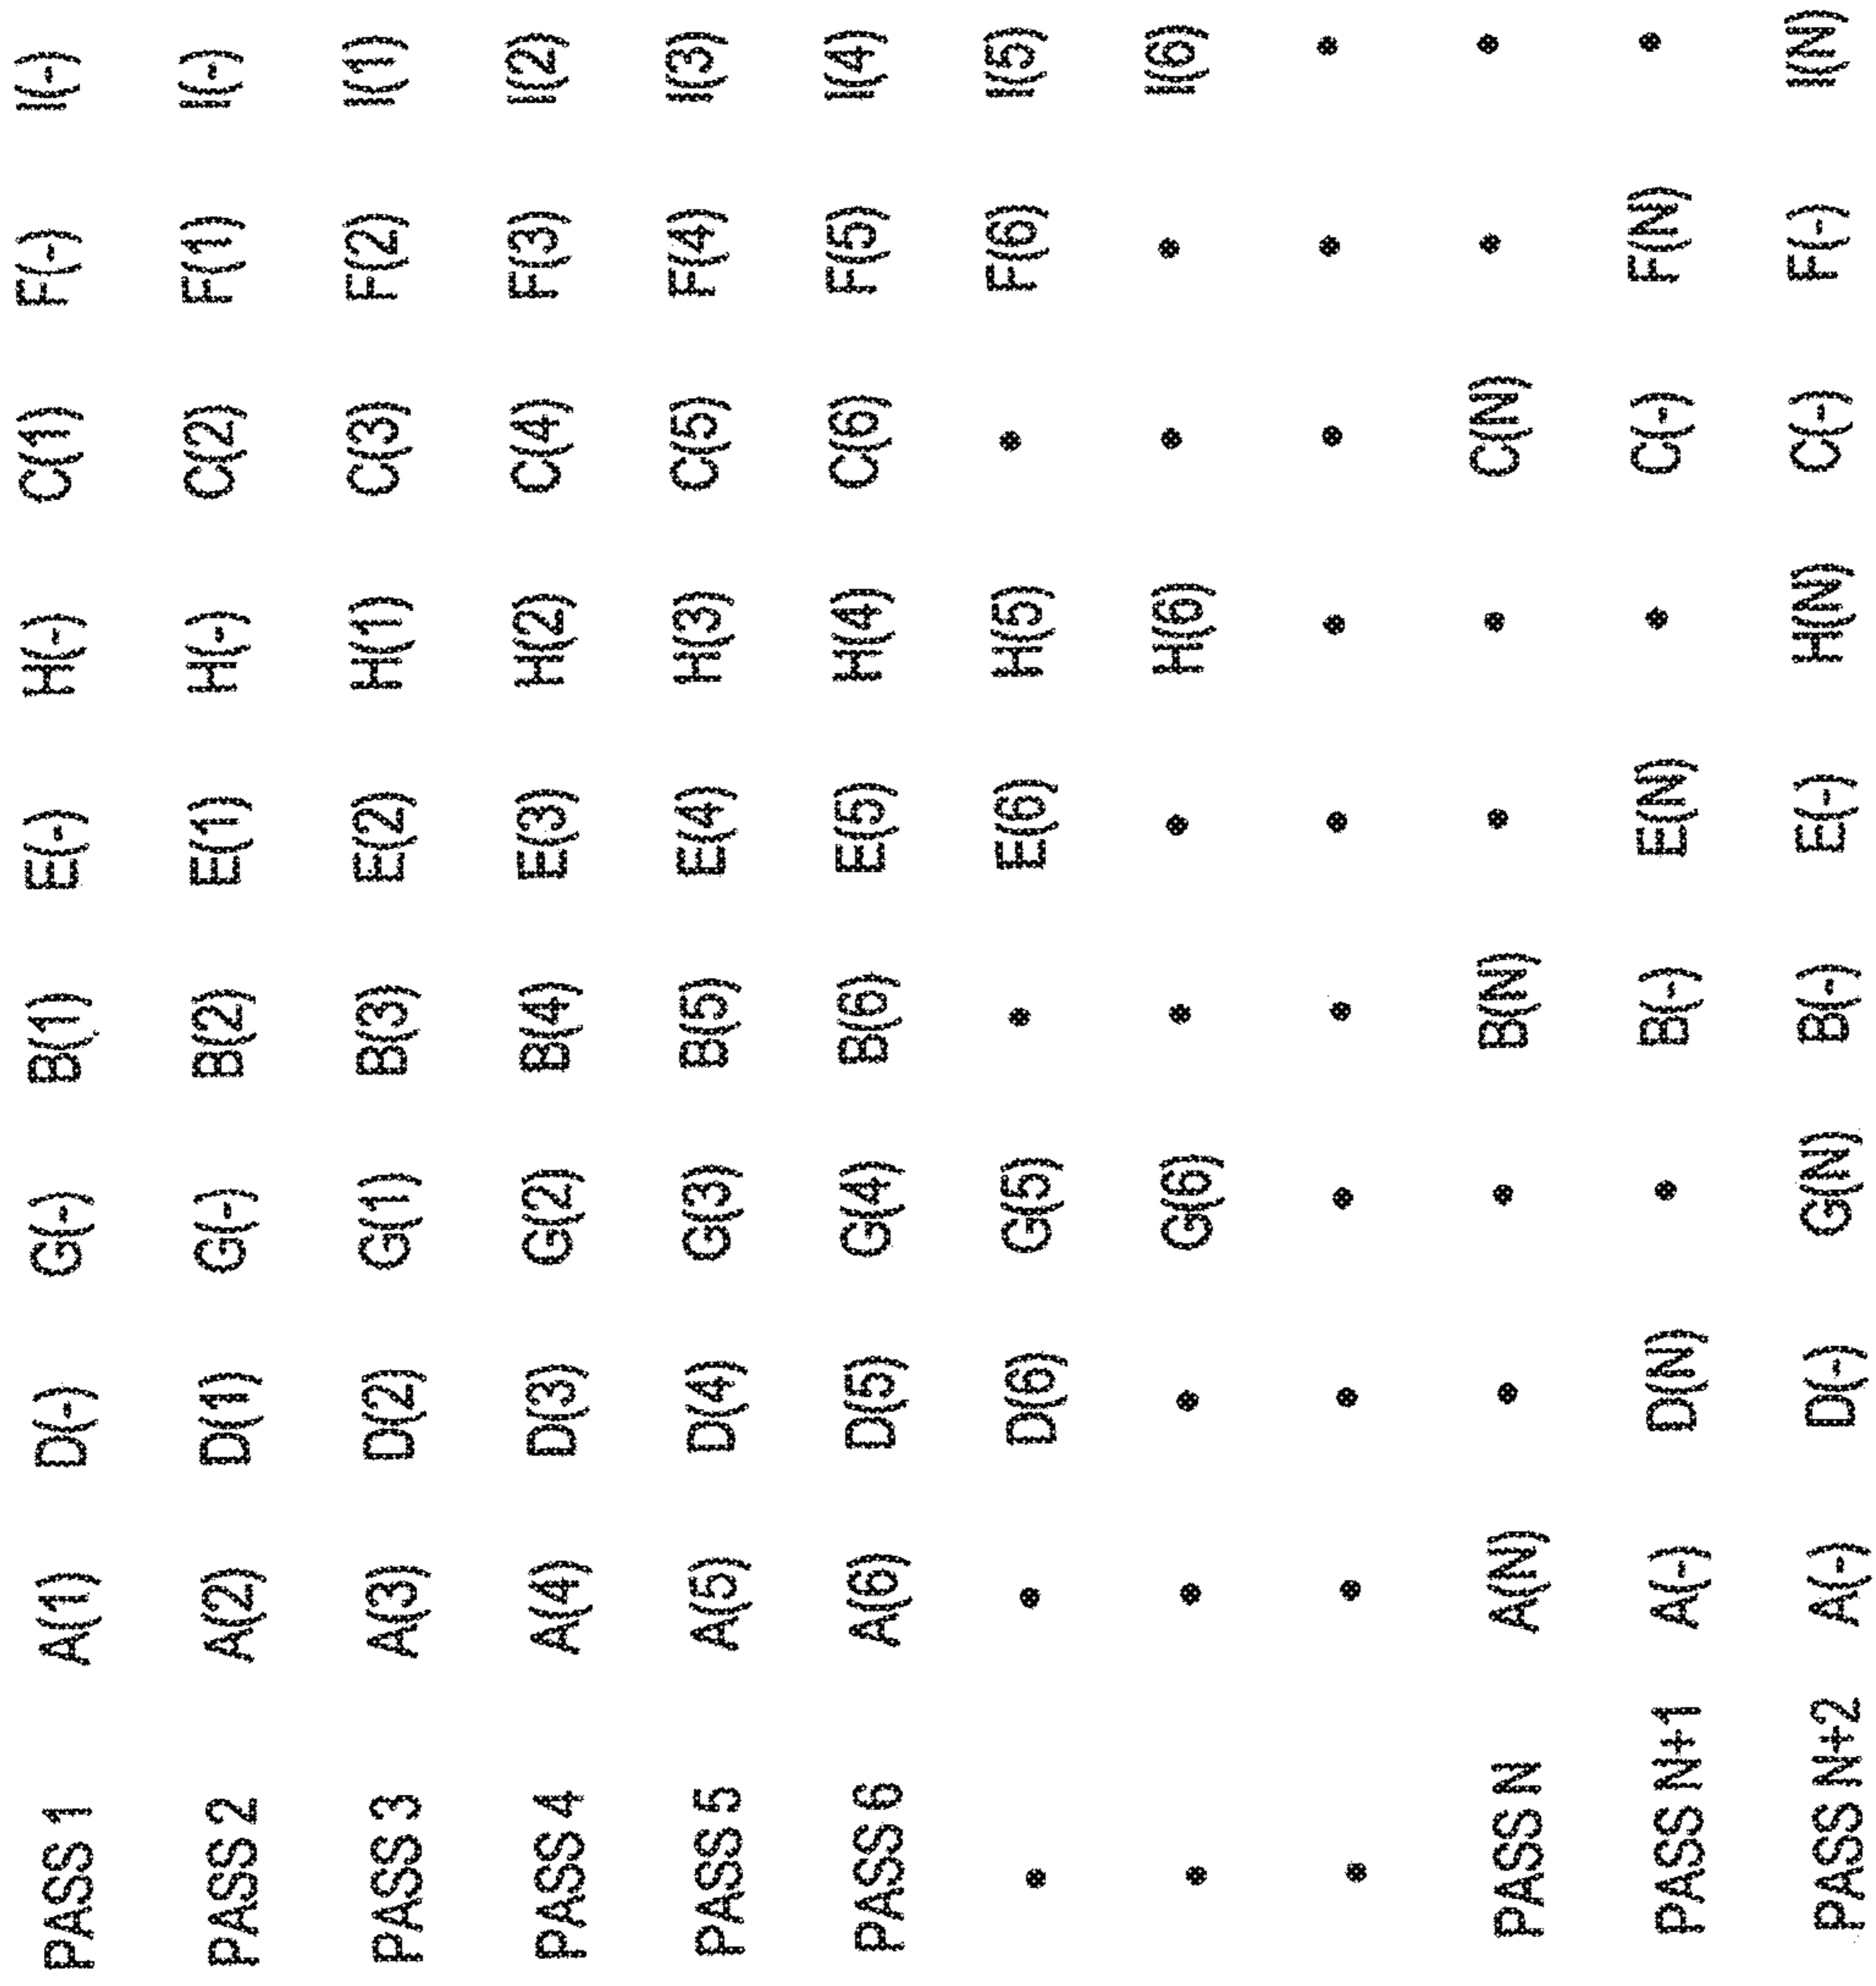 PASS 1 A(1) D(-) G(-) B(1) E(-) H(-) C(1) F(-) I(-)
PASS 2 A(2) D(1) G(-) B(2) E(1) H(-) C(2) F(1) I(-)
PASS 3 A(3) D(2) G(1) B(3) E(2) H(1) C(3) F(2) I(1)
PASS 4 A(4) D(3) G(2) B(4) E(3) H(2) C(4) F(3) I(2)
PASS 5 A(5) D(4) G(3) B(5) E(4) H(3) C(5) F(4) I(3)
PASS 6 A(6) D(5) G(4) B(6) E(5) H(4) C(6) F(5) I(4)
• • D(6) G(5) • E(6) H(5) • F(6) I(5)
• • • G(6) • • H(6) • • I(6)
• • • • • • • • • •
PASS N A(N) • • B(N) • • C(N) • •
PASS N+1 A(-) D(N) • B(-) E(N) • C(-) F(N) •
PASS N+2 A(-) D(-) G(N) B(-) E(-) H(N) C(-) F(-) I(N)